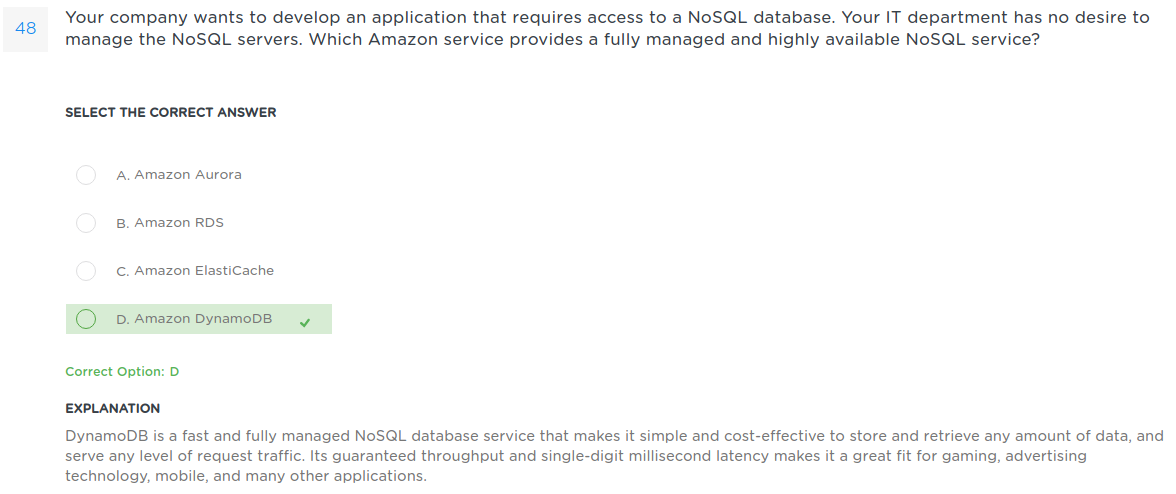 48
Your company wants to develop an application that requires access to a NoSQL database. Your IT department has no desire to
manage the NoSQL servers. Which Amazon service provides a fully managed and highly available NoSQL service?
SELECT THE CORRECT ANSWER
A. Amazon Aurora
B. Amazon RDS
C. Amazon ElastiCache
D. Amazon DynamoDB
Correct Option: D
EXPLANATION
DynamoDB is a fast and fully managed NoSQL database service that makes it simple and cost-effective to store and retrieve any amount of data, and
serve any level of request traffic. Its guaranteed throughput and single-digit millisecond latency makes it a great fit for gaming, advertising
technology, mobile, and many other applications.